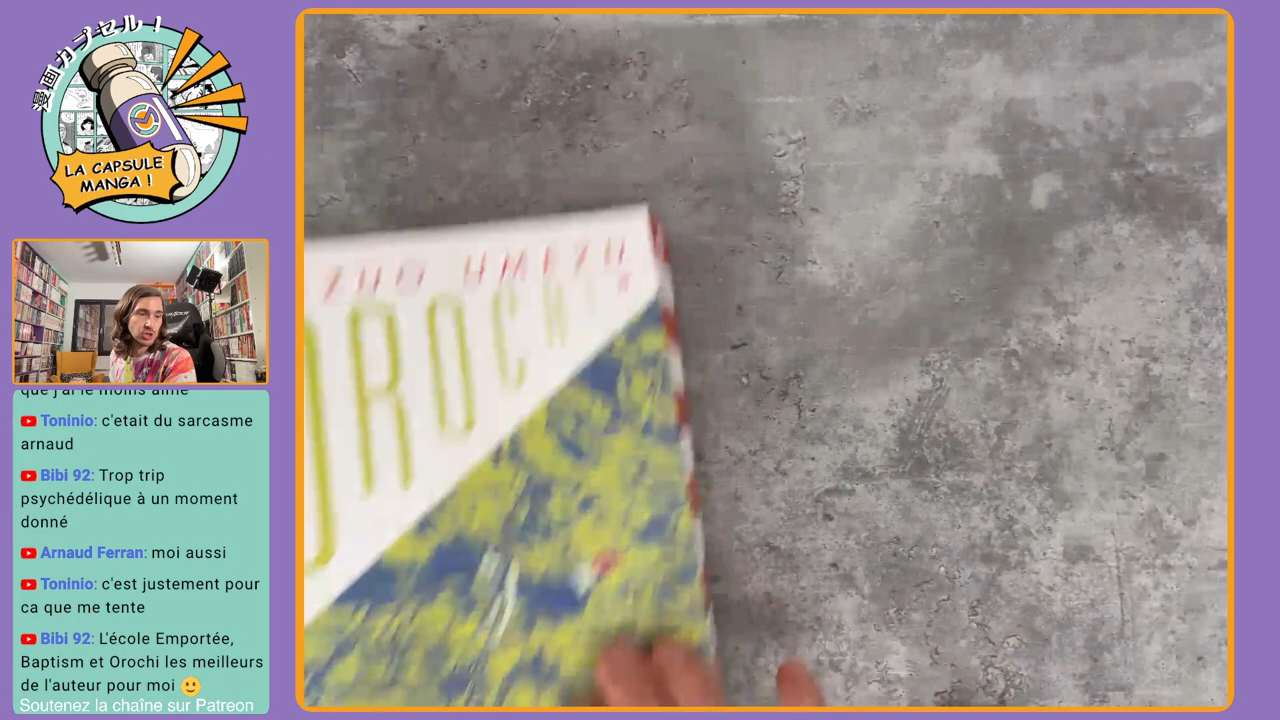 漫画カプセル！
LA CAPSULE
MANGA !
ZUO UMEZU
OROCH
que j'ai le moins aimé
Toninio: c'etait du sarcasme
arnaud
Bibi 92: Trop trip
psychédélique à un moment
donné
Arnaud Ferran: moi aussi
Toninio: c'est justement pour
ca que me tente
Bibi 92: L'école Emportée,
Baptism et Orochi les meilleurs
de l'auteur pour moi 🙂
Soutenez la chaîne sur Patreon